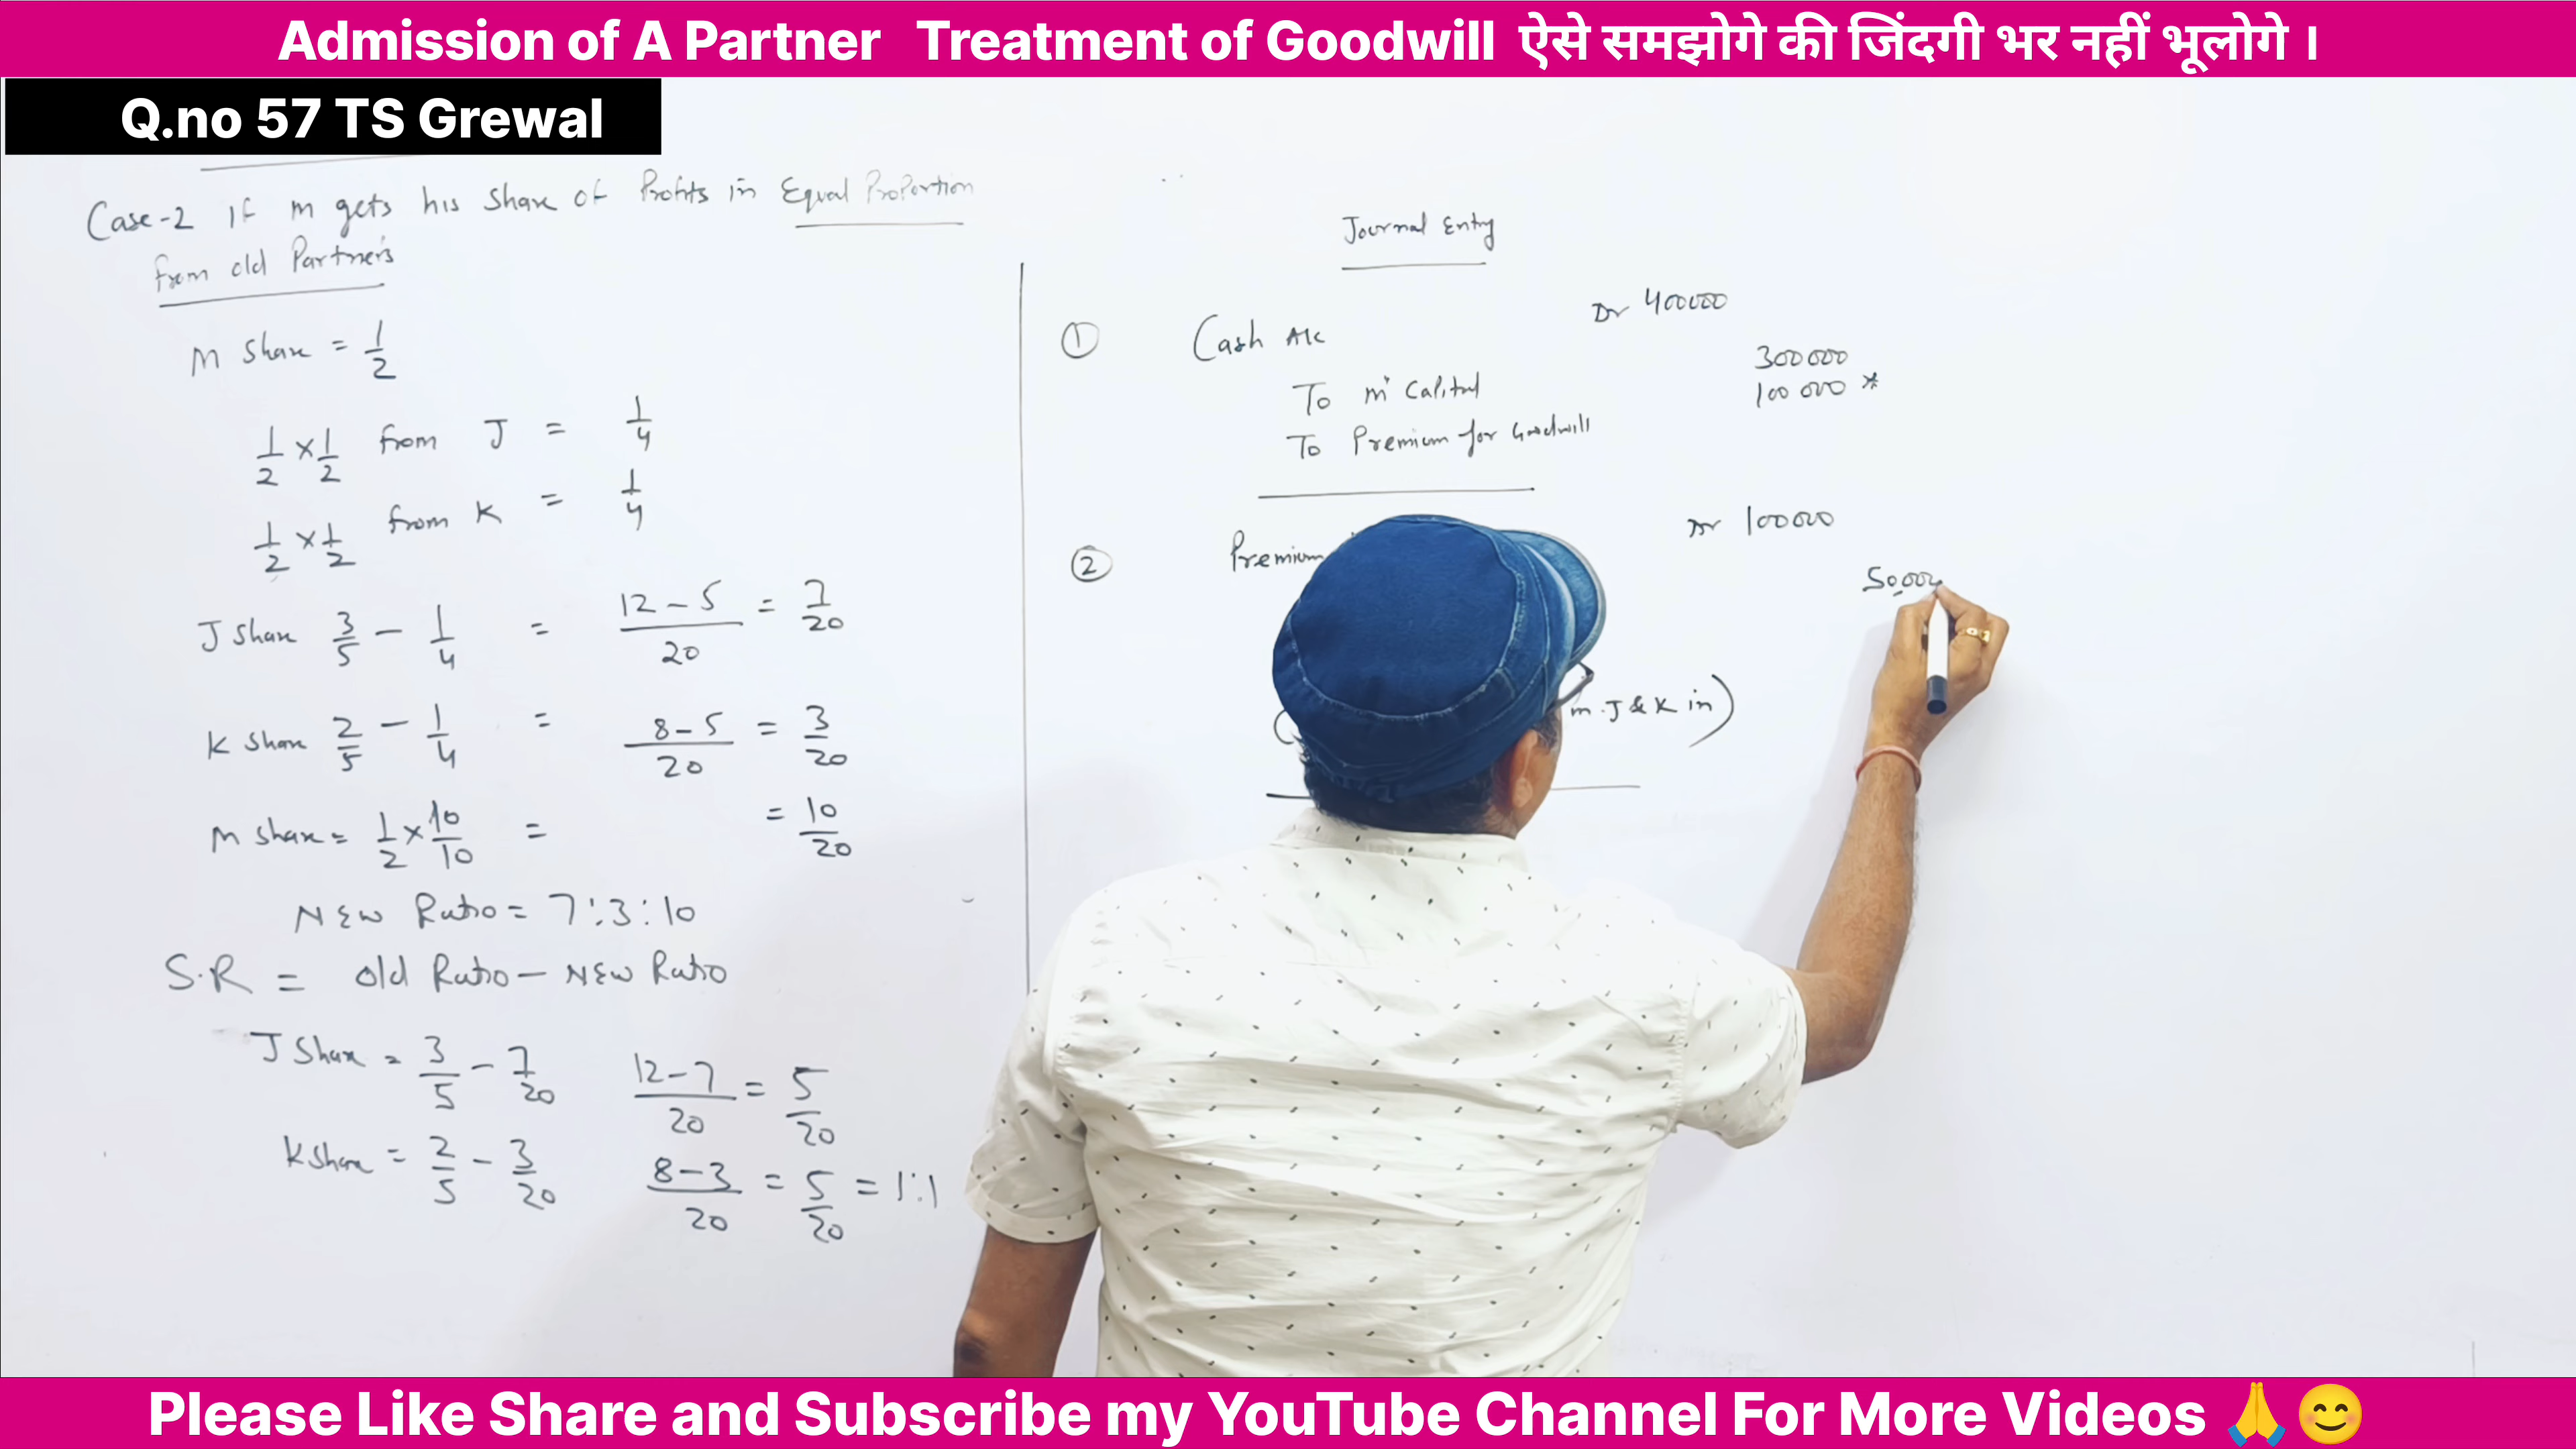 Admission of A Partner Treatment of Goodwill ऐसे समझोगे की जिंदगी भर नहीं भूलोगे ।
Q.no 57 TS Grewal
Case-2 If m gets his share of Profits in Equal Proportion
from old Partners
M Share = 1/2
1/2 × 1/2 from J = 1/4
1/2 × 1/2 from K = 1/4
J Share 3/5 - 1/4 = 12-5/20 = 7/20
K Share 2/5 - 1/4 = 8-5/20 = 3/20
M Share = 1/2 × 10/10 = = 10/20
NEW Ratio = 7:3:10
S.R = old Ratio - NEW Ratio
J Share = 3/5 - 7/20 12-7/20 = 5/20
K Share = 2/5 - 3/20 8-3/20 = 5/20 = 1:1
Journal Entry
① Cash A/c Dr 400000
To m' Capital 300000
To Premium for Goodwill 100000 *
② Premium Dr 100000
50,000
( m. J & K in)
Please Like Share and Subscribe my YouTube Channel For More Videos 🙏😊